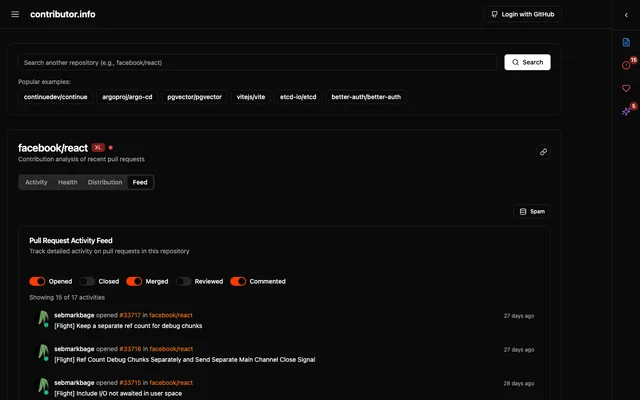 contributor.info
Login with GitHub
Search another repository (e.g., facebook/react)
Search
Popular examples:
continuedev/continue argoproj/argo-cd pgvector/pgvector vitejs/vite etcd-io/etcd better-auth/better-auth
15
5
facebook/react XL
Contribution analysis of recent pull requests
Activity Health Distribution Feed
Spam
Pull Request Activity Feed
Track detailed activity on pull requests in this repository
Opened Closed Merged Reviewed Commented
Showing 15 of 17 activities
sebmarkbage opened #33717 in facebook/react 27 days ago
[Flight] Keep a separate ref count for debug chunks
sebmarkbage opened #33716 in facebook/react 27 days ago
[Flight] Ref Count Debug Chunks Separately and Send Separate Main Channel Close Signal
sebmarkbage opened #33715 in facebook/react 28 days ago
[Flight] Include I/O not awaited in user space